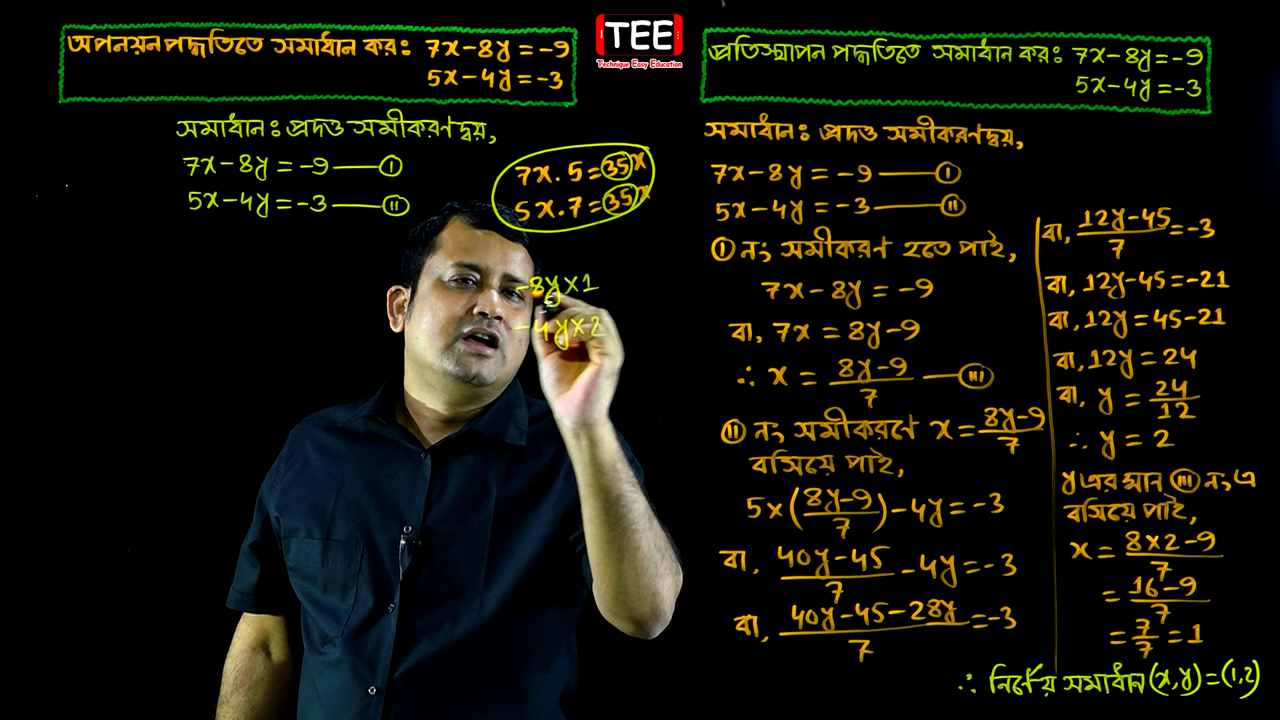 অপনয়ন পদ্ধতিতে সমাধান কর: 7x-8y=-9
5x-4y=-3
সমাধান: প্রদত্ত সমীকরণদ্বয়,
7x-8y=-9 —— (I)
5x-4y=-3 —— (II)
7x.5=35x
5x.7=35x
-8y×1
-4y×2
TEE
Technique Easy Education
প্রতিস্থাপন পদ্ধতিতে সমাধান কর: 7x-8y=-9
5x-4y=-3
সমাধান: প্রদত্ত সমীকরণদ্বয়,
7x-8y=-9 —— (I)
5x-4y=-3 —— (II)
(I) নং সমীকরণ হতে পাই,
7x-8y=-9
বা, 7x=8y-9
∴ x = (8y-9)/7 —— (III)
(II) নং সমীকরণে x=(8y-9)/7
বসিয়ে পাই,
5×((8y-9)/7)-4y=-3
বা, (40y-45)/7-4y=-3
বা, (40y-45-28y)/7=-3
বা, (12y-45)/7=-3
বা, 12y-45=-21
বা, 12y=45-21
বা, 12y=24
বা, y=24/12
∴ y=2
y এর মান (III) নং এ
বসিয়ে পাই,
x=(8×2-9)/7
=(16-9)/7
=7/7=1
∴ নির্ণেয় সমাধান (x,y)=(1,2)